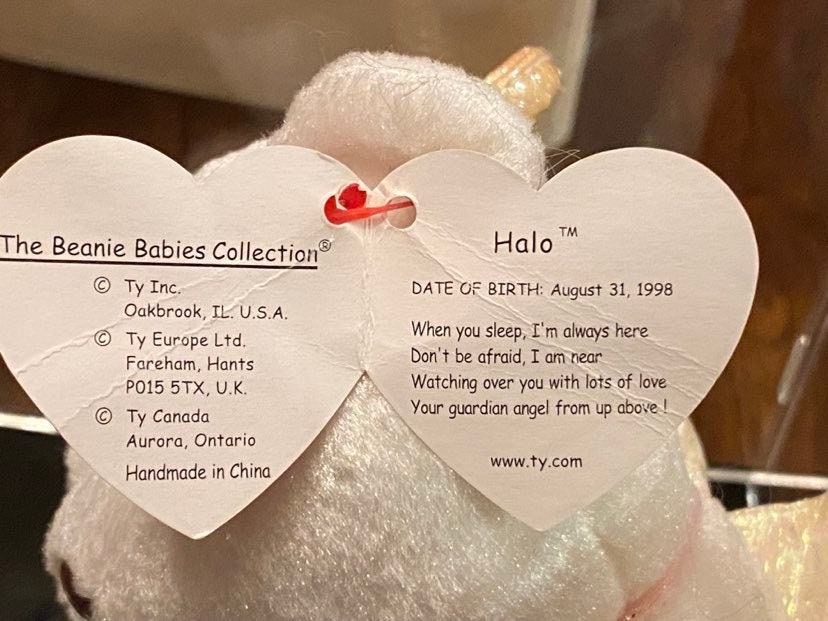 The Beanie Babies Collection®
© Ty Inc.
Oakbrook, IL. U.S.A.
© Ty Europe Ltd.
Fareham, Hants
P015 5TX, U.K.
© Ty Canada
Aurora, Ontario
Handmade in China
Halo™
DATE OF BIRTH: August 31, 1998
When you sleep, I'm always here
Don't be afraid, I am near
Watching over you with lots of love
Your guardian angel from up above !
www.ty.com